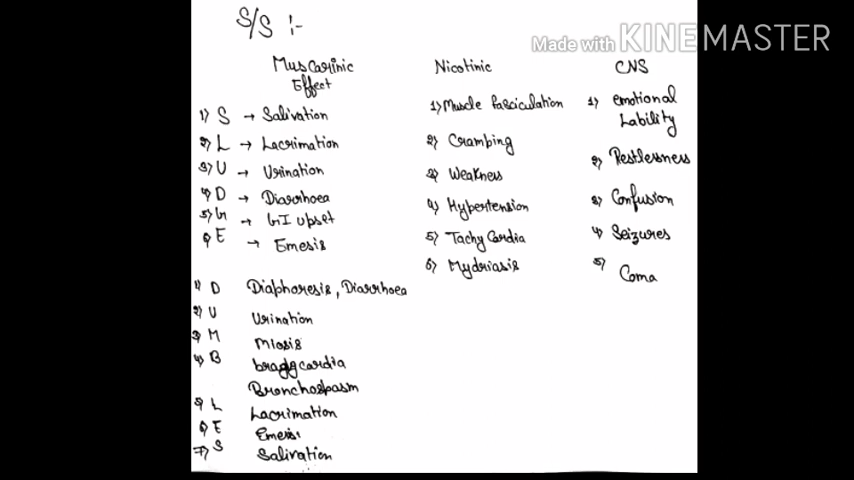 S/S :-
Made with KINEMASTER
Muscarinic
Effect
1) S → Salivation
2) L → Lacrimation
3) U → Urination
4) D → Diarrhoea
5) G → GI upset
6) E → Emesis
1) D Diaphoresis, Diarrhoea
2) U Urination
3) M Miosis
4) B bradycardia
Bronchospasm
5) L Lacrimation
6) E Emesis
7) S Salivation
Nicotinic
1) Muscle fasciculation
2) Cramping
3) Weakness
4) Hypertension
5) Tachycardia
6) Mydriasis
CNS
1) emotional
Lability
2) Restlessness
3) Confusion
4) Seizures
5) Coma